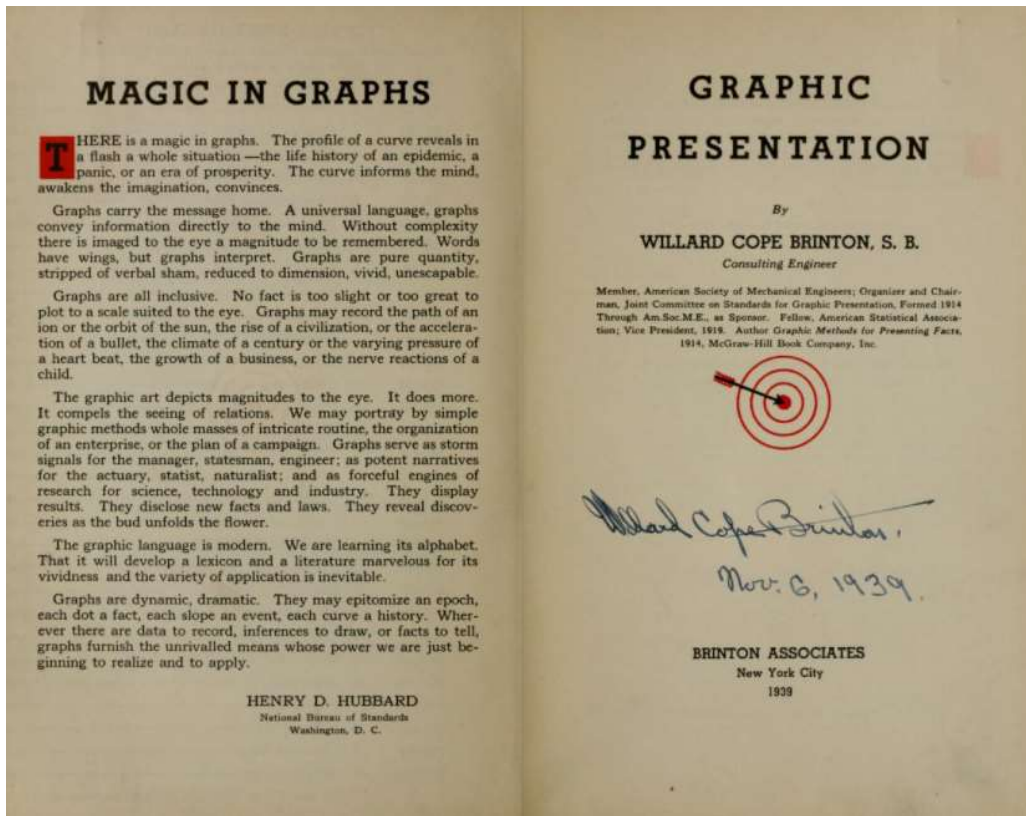 MAGIC IN GRAPHS
THERE is a magic in graphs. The profile of a curve reveals in
a flash a whole situation —the life history of an epidemic, a
panic, or an era of prosperity. The curve informs the mind,
awakens the imagination, convinces.
Graphs carry the message home. A universal language, graphs
convey information directly to the mind. Without complexity
there is imaged to the eye a magnitude to be remembered. Words
have wings, but graphs interpret. Graphs are pure quantity,
stripped of verbal sham, reduced to dimension, vivid, unescapable.
Graphs are all inclusive. No fact is too slight or too great to
plot to a scale suited to the eye. Graphs may record the path of an
ion or the orbit of the sun, the rise of a civilization, or the accelera-
tion of a bullet, the climate of a century or the varying pressure of
a heart beat, the growth of a business, or the nerve reactions of a
child.
The graphic art depicts magnitudes to the eye. It does more.
It compels the seeing of relations. We may portray by simple
graphic methods whole masses of intricate routine, the organization
of an enterprise, or the plan of a campaign. Graphs serve as storm
signals for the manager, statesman, engineer; as potent narratives
for the actuary, statist, naturalist; and as forceful engines of
research for science, technology and industry. They display
results. They disclose new facts and laws. They reveal discov-
eries as the bud unfolds the flower.
The graphic language is modern. We are learning its alphabet.
That it will develop a lexicon and a literature marvelous for its
vividness and the variety of application is inevitable.
Graphs are dynamic, dramatic. They may epitomize an epoch,
each dot a fact, each slope an event, each curve a history. Wher-
ever there are data to record, inferences to draw, or facts to tell,
graphs furnish the unrivalled means whose power we are just be-
ginning to realize and to apply.
HENRY D. HUBBARD
National Bureau of Standards
Washington, D. C.
GRAPHIC
PRESENTATION
By
WILLARD COPE BRINTON, S. B.
Consulting Engineer
Member, American Society of Mechanical Engineers; Organizer and Chair-
man, Joint Committee on Standards for Graphic Presentation, Formed 1914
Through Am.Soc.M.E., as Sponsor. Fellow, American Statistical Associa-
tion; Vice President, 1919. Author Graphic Methods for Presenting Facts,
1914, McGraw-Hill Book Company, Inc.
Willard Cope Brinton.
Nov. 6, 1939.
BRINTON ASSOCIATES
New York City
1939